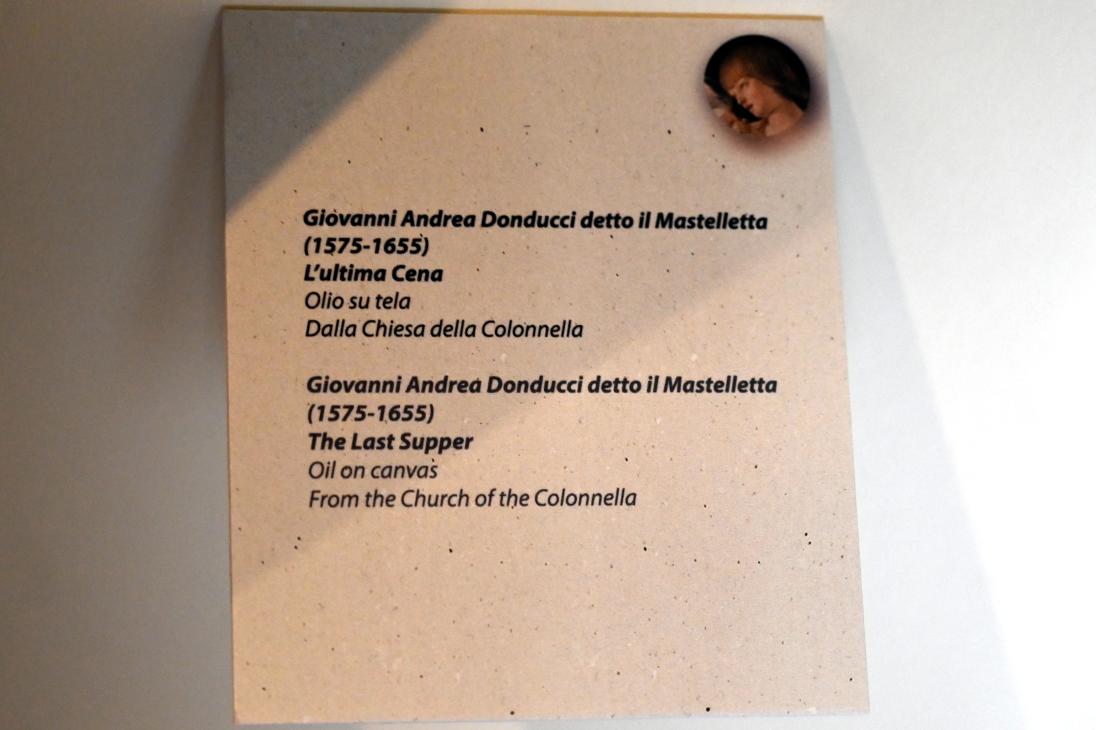 Giovanni Andrea Donducci detto il Mastelletta
(1575-1655)
L'ultima Cena
Olio su tela
Dalla Chiesa della Colonnella
Giovanni Andrea Donducci detto il Mastelletta
(1575-1655)
The Last Supper
Oil on canvas
From the Church of the Colonnella